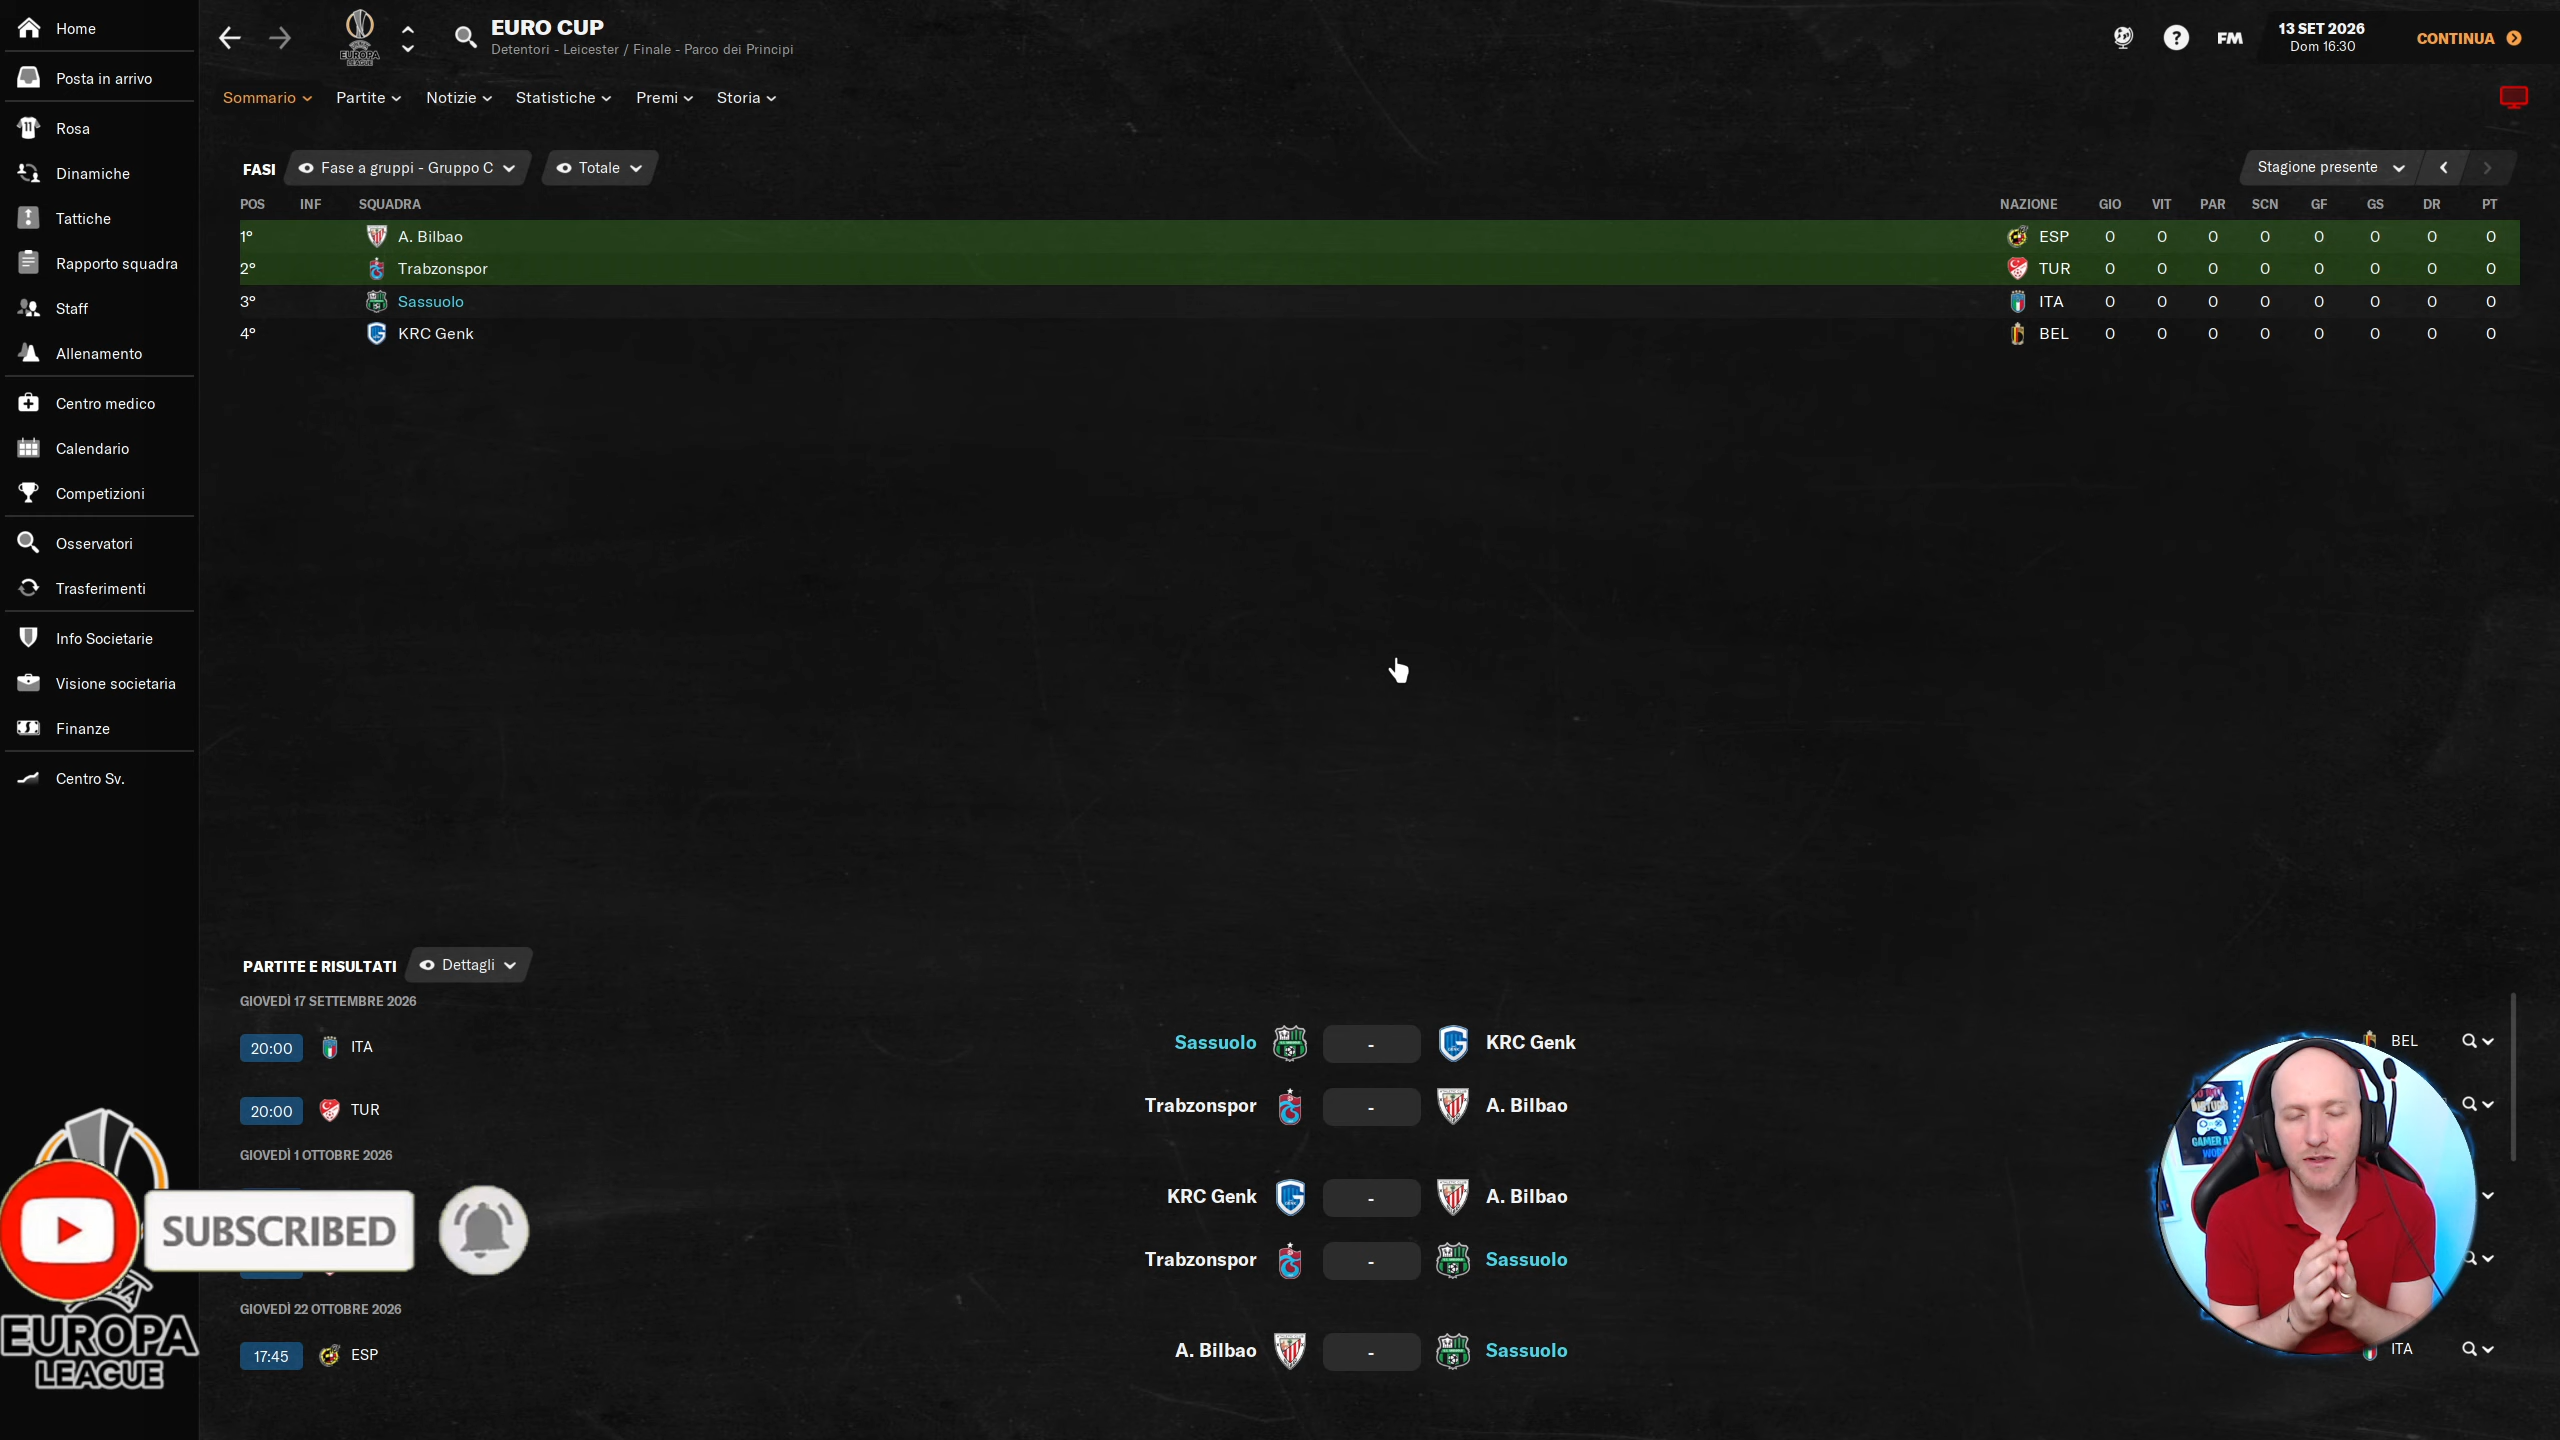 Home
Posta in arrivo
Rosa
Dinamiche
Tattiche
Rapporto squadra
Staff
Allenamento
Centro medico
Calendario
Competizioni
Osservatori
Trasferimenti
Info Societarie
Visione societaria
Finanze
Centro Sv.
EUROPA
LEAGUE
EURO CUP
Detentori - Leicester / Finale - Parco dei Principi
? FM
13 SET 2026
Dom 16:30
CONTINUA
Sommario Partite Notizie Statistiche Premi Storia
FASI Fase a gruppi - Gruppo C Totale Stagione presente
POS INF SQUADRA NAZIONE GIO VIT PAR SCN GF GS DR PT
1° A. Bilbao ESP 0 0 0 0 0 0 0 0
2° Trabzonspor TUR 0 0 0 0 0 0 0 0
3° Sassuolo ITA 0 0 0 0 0 0 0 0
4° KRC Genk BEL 0 0 0 0 0 0 0 0
PARTITE E RISULTATI Dettagli
GIOVEDÌ 17 SETTEMBRE 2026
20:00 ITA Sassuolo - KRC Genk BEL
20:00 TUR Trabzonspor - A. Bilbao
GIOVEDÌ 1 OTTOBRE 2026
KRC Genk - A. Bilbao
Trabzonspor - Sassuolo
GIOVEDÌ 22 OTTOBRE 2026
17:45 ESP A. Bilbao - Sassuolo ITA
SUBSCRIBED
EUROPA
LEAGUE
GAMER AT